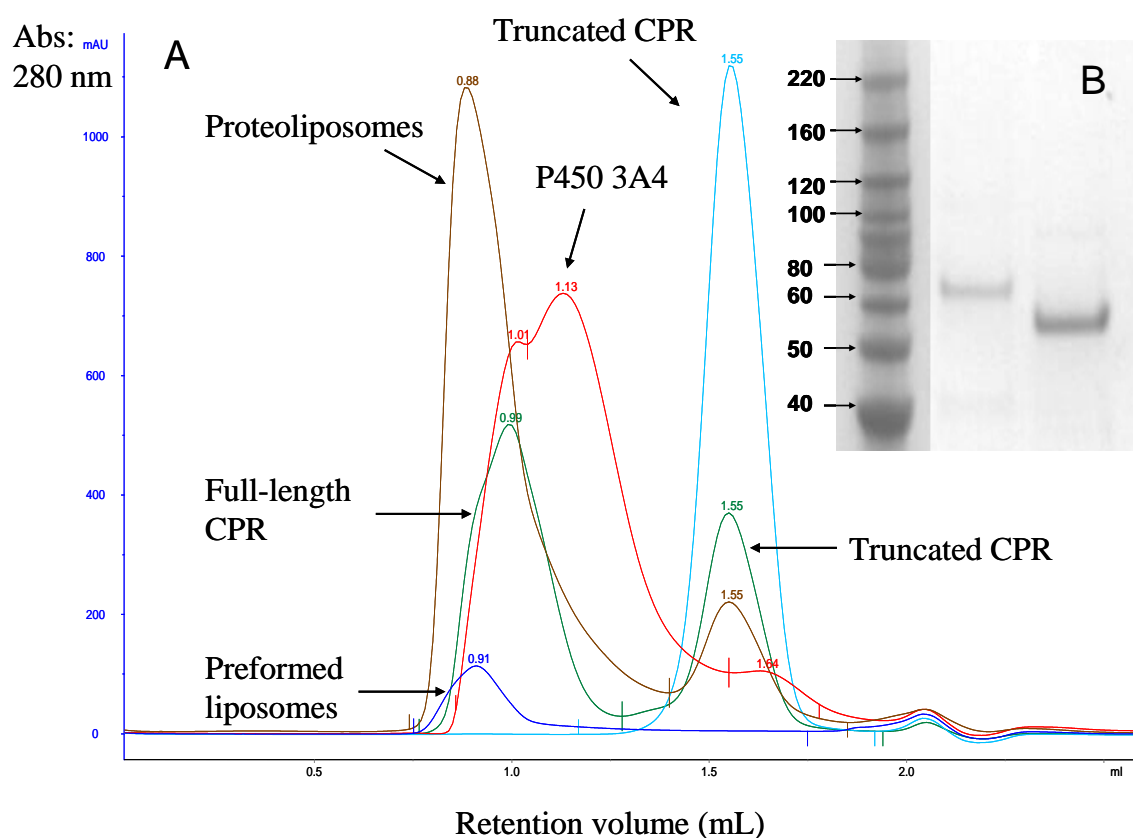 Abs:
mAU
280 nm
A
Truncated CPR
B
Proteoliposomes
P450 3A4
Full-length
CPR
Truncated CPR
Preformed
liposomes
0.88
1.55
1.13
1.01
0.99
1.55
1.55
1.64
0.91
220
160
120
100
80
60
50
40
1000
800
600
400
200
0
0.5
1.0
1.5
2.0
ml
Retention volume (mL)